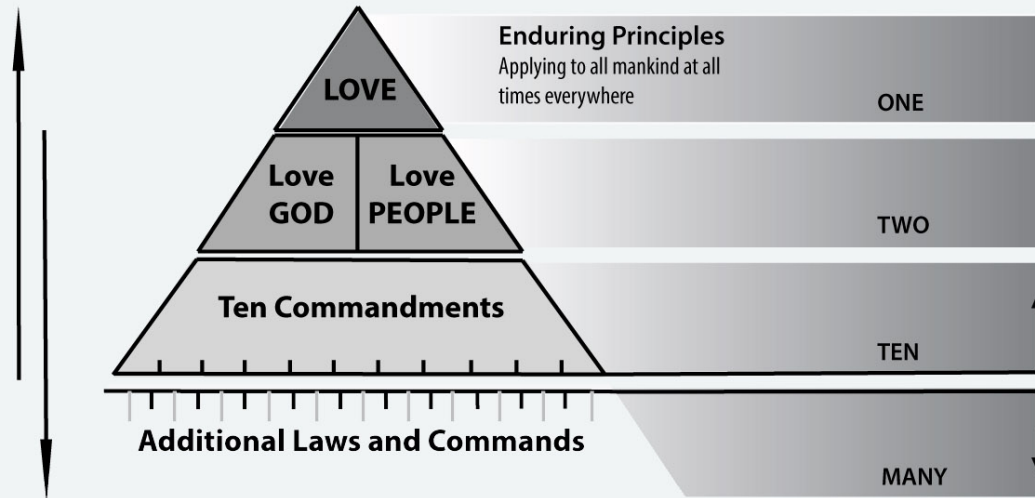 LOVE
Enduring Principles
Applying to all mankind at all
times everywhere
ONE
Love
GOD
Love
PEOPLE
TWO
Ten Commandments
TEN
Additional Laws and Commands
MANY